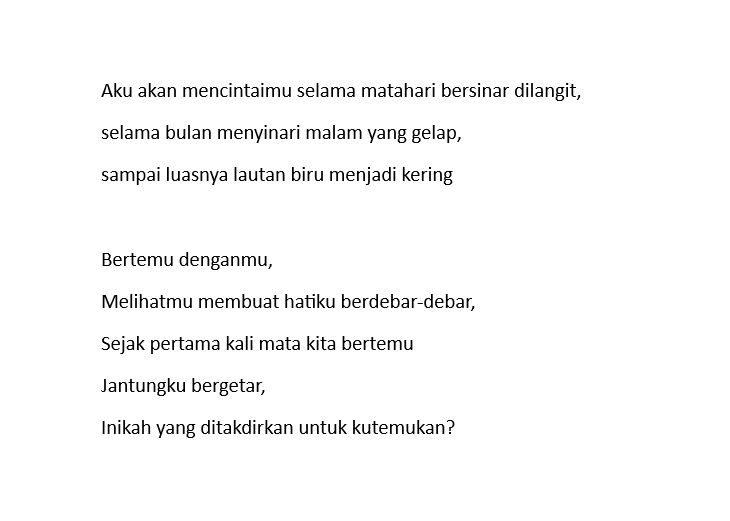 Aku akan mencintaimu selama matahari bersinar dilangit,
selama bulan menyinari malam yang gelap,
sampai luasnya lautan biru menjadi kering
Bertemu denganmu,
Melihatmu membuat hatiku berdebar-debar,
Sejak pertama kali mata kita bertemu
Jantungku bergetar,
Inikah yang ditakdirkan untuk kutemukan?